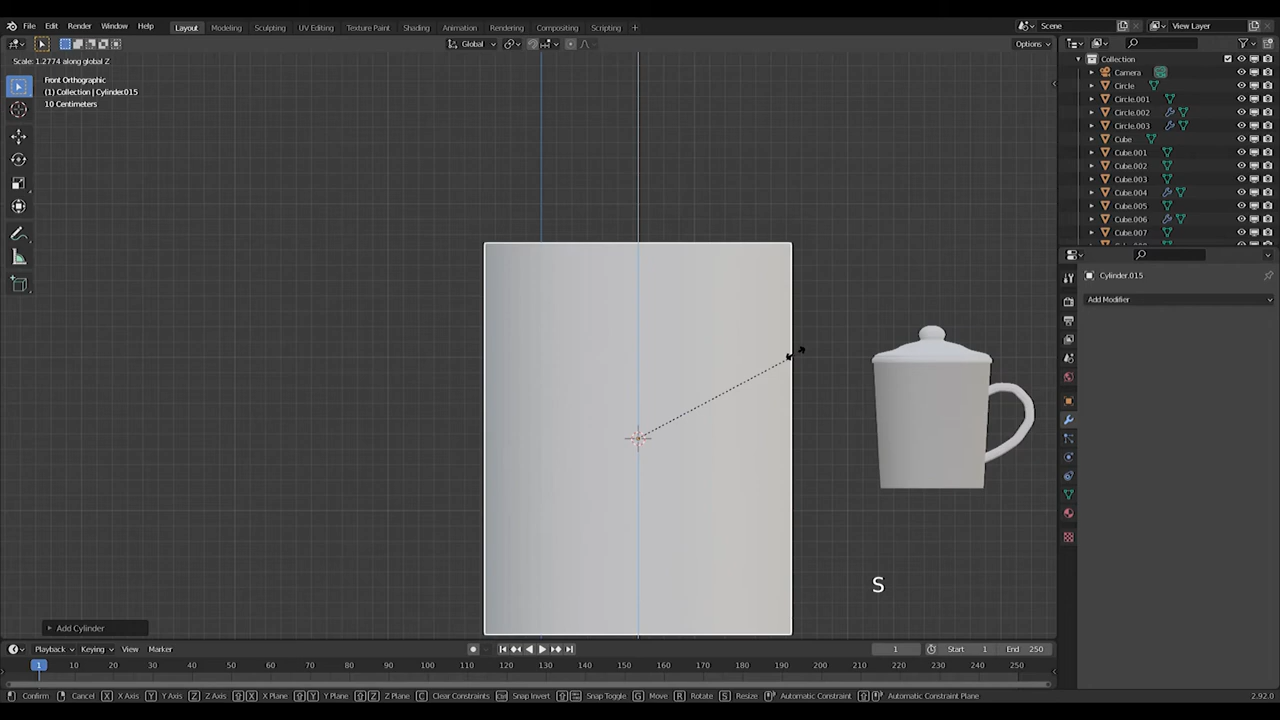 File Edit Render Window Help Layout Modeling Sculpting UV Editing Texture Paint Shading Animation Rendering Compositing Scripting + Scene View Layer
Global Options
Scale: 1.2774 along global Z
Front Orthographic
(1) Collection | Cylinder.015
10 Centimeters
Collection
Camera
Circle
Circle.001
Circle.002
Circle.003
Cube
Cube.001
Cube.002
Cube.003
Cube.004
Cube.005
Cube.006
Cube.007
Cylinder.015
Add Modifier
S
Add Cylinder
Playback Keying View Marker 1 Start 1 End 250
1 10 20 30 40 50 60 70 80 90 100 110 120 130 140 150 160 170 180 190 200 210 220 230 240 250
Confirm Cancel X X Axis Y Y Axis Z Z Axis X X Plane Y Y Plane Z Z Plane C Clear Constraints Snap Invert Snap Toggle G Move R Rotate S Resize Automatic Constraint Automatic Constraint Plane 2.92.0